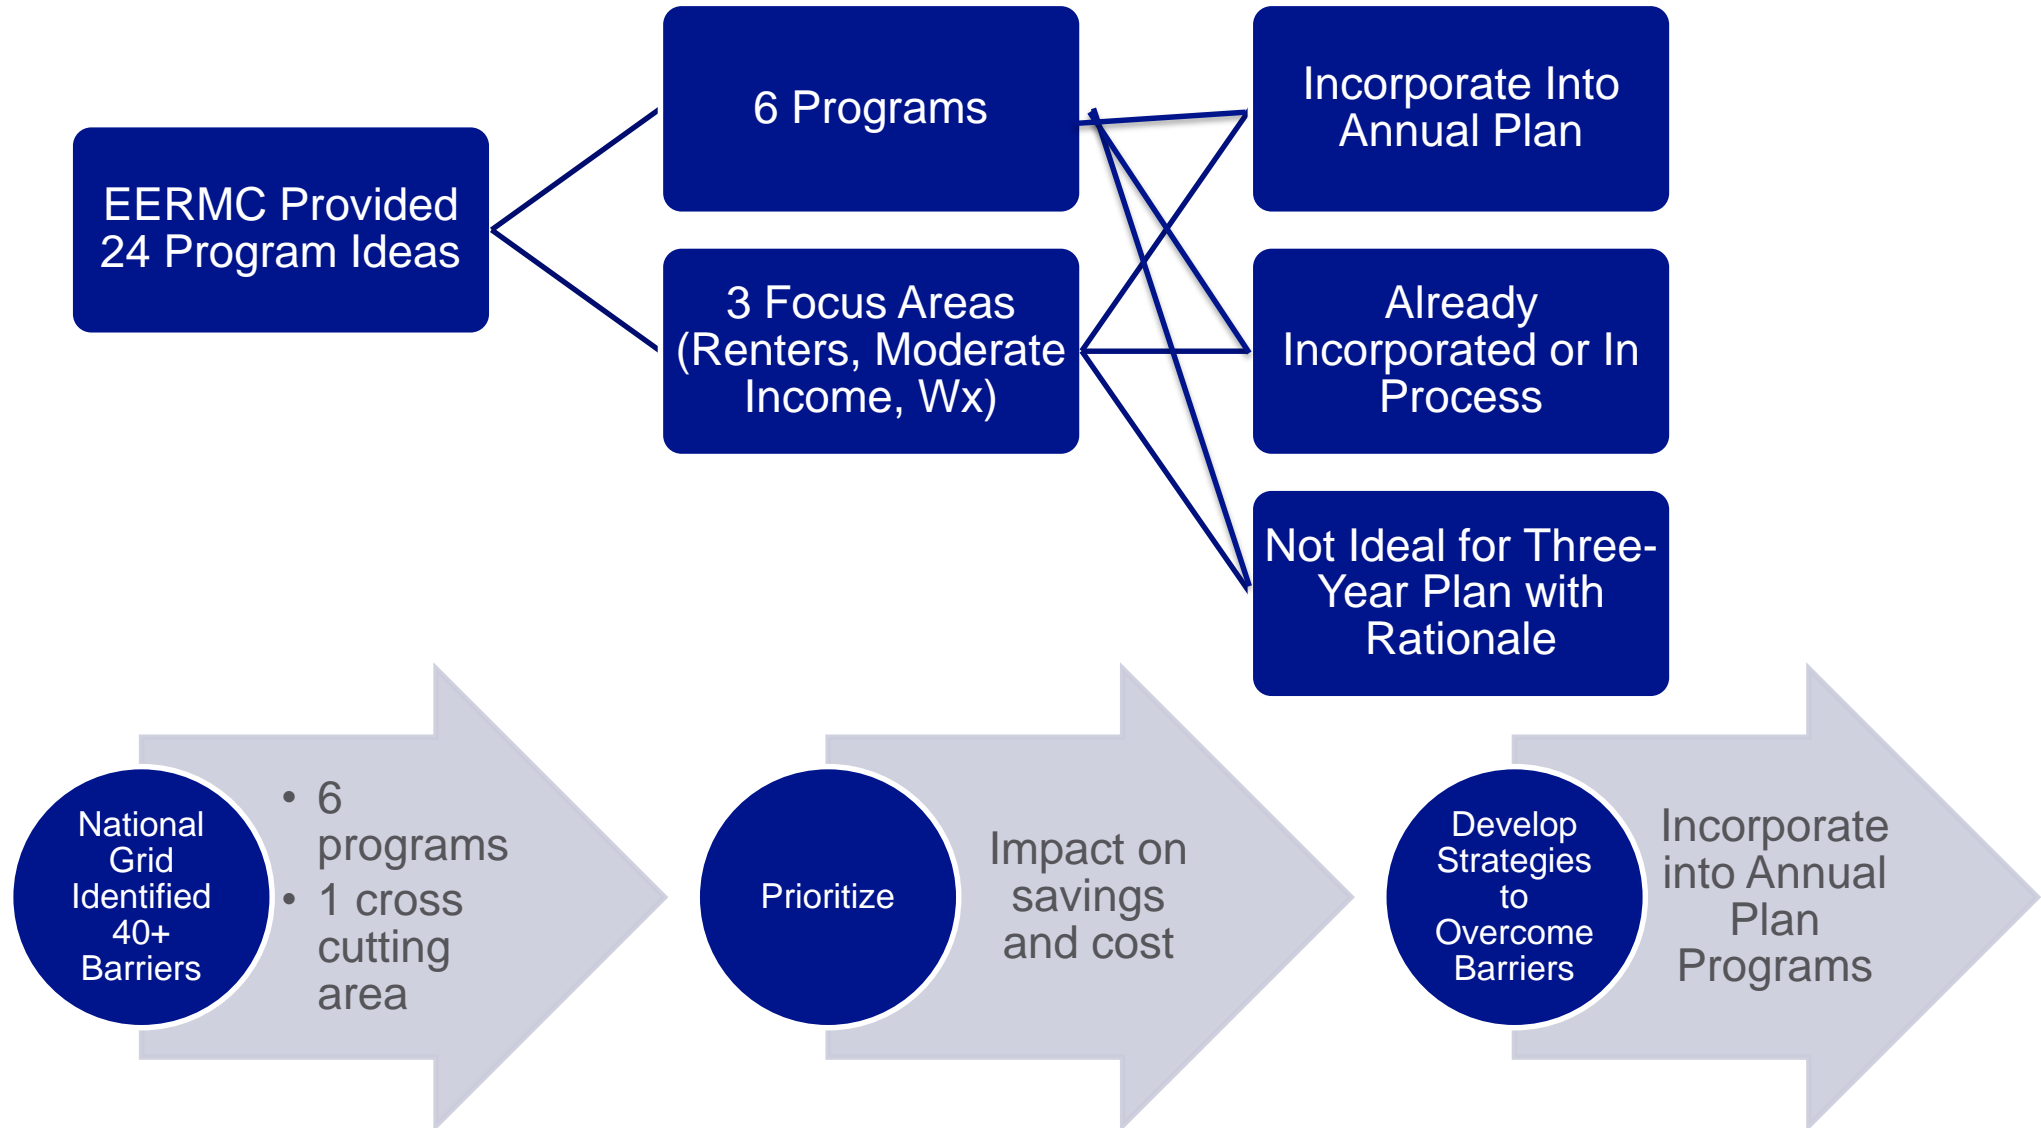 EERMC Provided
24 Program Ideas
6 Programs
3 Focus Areas
(Renters, Moderate
Income, Wx)
Incorporate Into
Annual Plan
Already
Incorporated or In
Process
Not Ideal for Three-
Year Plan with
Rationale
National
Grid
Identified
40+
Barriers
• 6
programs
• 1 cross
cutting
area
Prioritize
Impact on
savings
and cost
Develop
Strategies
to
Overcome
Barriers
Incorporate
into Annual
Plan
Programs